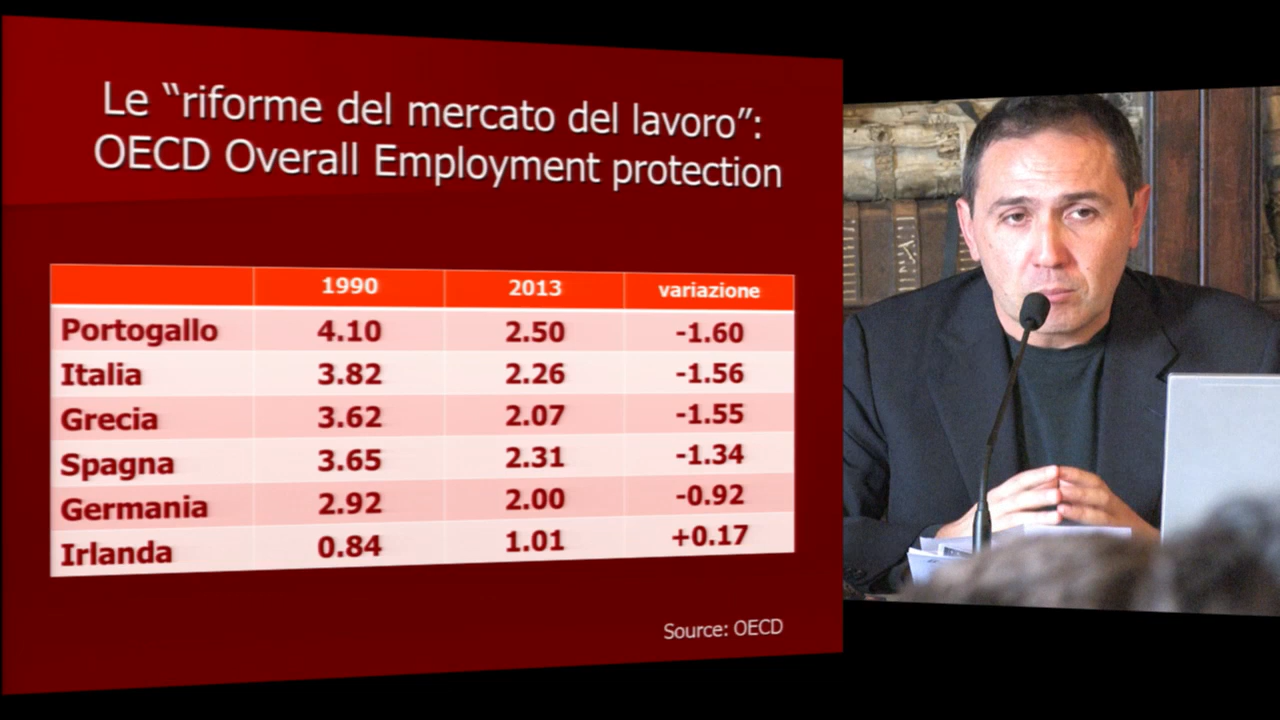 Le “riforme del mercato del lavoro”:
OECD Overall Employment protection
1990 2013 variazione
Portogallo 4.10 2.50 -1.60
Italia 3.82 2.26 -1.56
Grecia 3.62 2.07 -1.55
Spagna 3.65 2.31 -1.34
Germania 2.92 2.00 -0.92
Irlanda 0.84 1.01 +0.17
Source: OECD